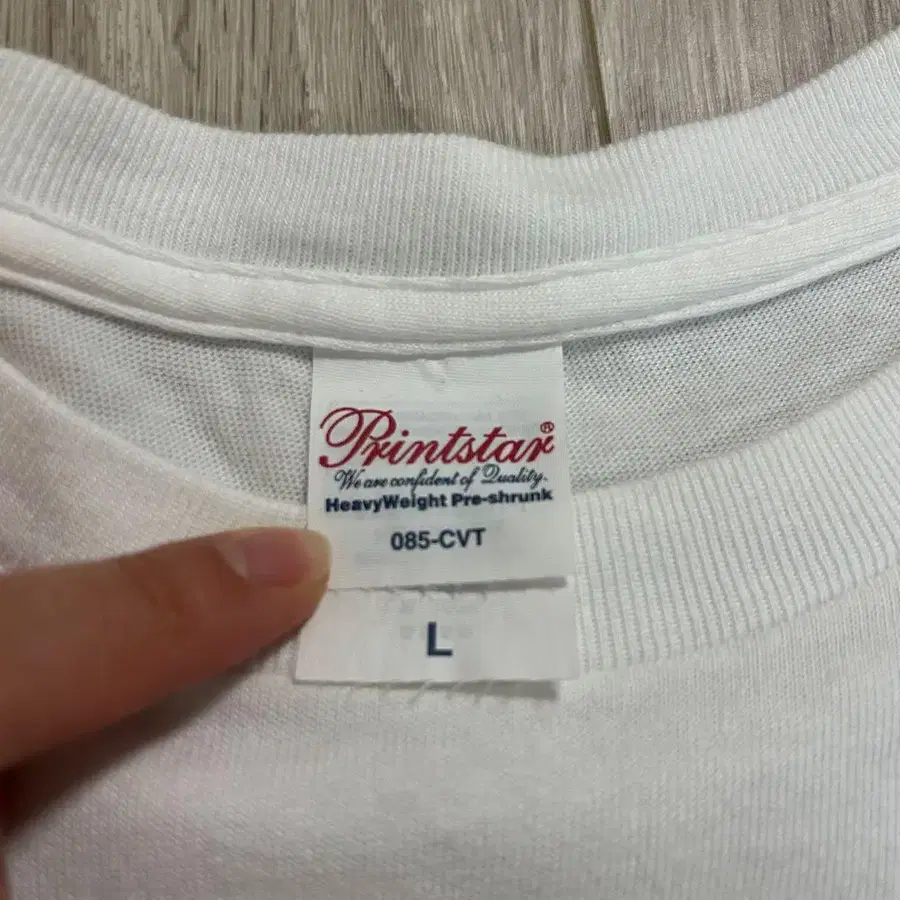 Printstar®
We are confident of Quality.
HeavyWeight Pre-shrunk
085-CVT
L